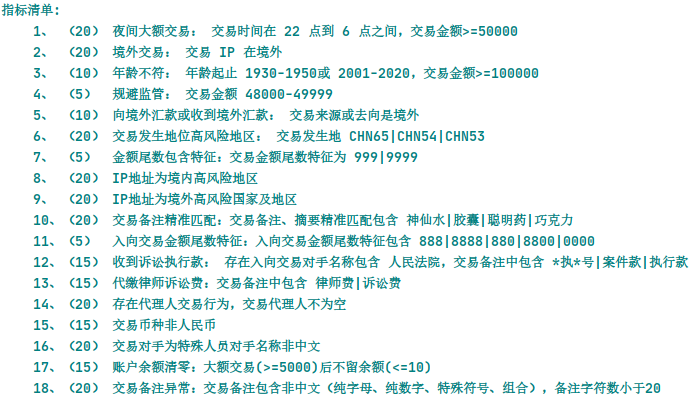 指标清单:
1、 (20) 夜间大额交易: 交易时间在 22 点到 6 点之间，交易金额>=50000
2、 (20) 境外交易: 交易 IP 在境外
3、 (10) 年龄不符: 年龄起止 1930-1950或 2001-2020，交易金额>=100000
4、 (5) 规避监管: 交易金额 48000-49999
5、 (10) 向境外汇款或收到境外汇款: 交易来源或去向是境外
6、 (20) 交易发生地位高风险地区: 交易发生地 CHN65|CHN54|CHN53
7、 (5) 金额尾数包含特征: 交易金额尾数特征为 999|9999
8、 (20) IP地址为境内高风险地区
9、 (20) IP地址为境外高风险国家及地区
10、 (20) 交易备注精准匹配: 交易备注、摘要精准匹配包含 神仙水|胶囊|聪明药|巧克力
11、 (5) 入向交易金额尾数特征: 入向交易金额尾数特征包含 888|8888|880|8800|0000
12、 (15) 收到诉讼执行款: 存在入向交易对手名称包含 人民法院，交易备注中包含 *执*号|案件款|执行款
13、 (15) 代缴律师诉讼费: 交易备注中包含 律师费|诉讼费
14、 (20) 存在代理人交易行为，交易代理人不为空
15、 (15) 交易币种非人民币
16、 (20) 交易对手为特殊人员对手名称非中文
17、 (15) 账户余额清零: 大额交易(>=5000)后不留余额(<=10)
18、 (20) 交易备注异常: 交易备注包含非中文（纯字母、纯数字、特殊符号、组合），备注字符数小于20